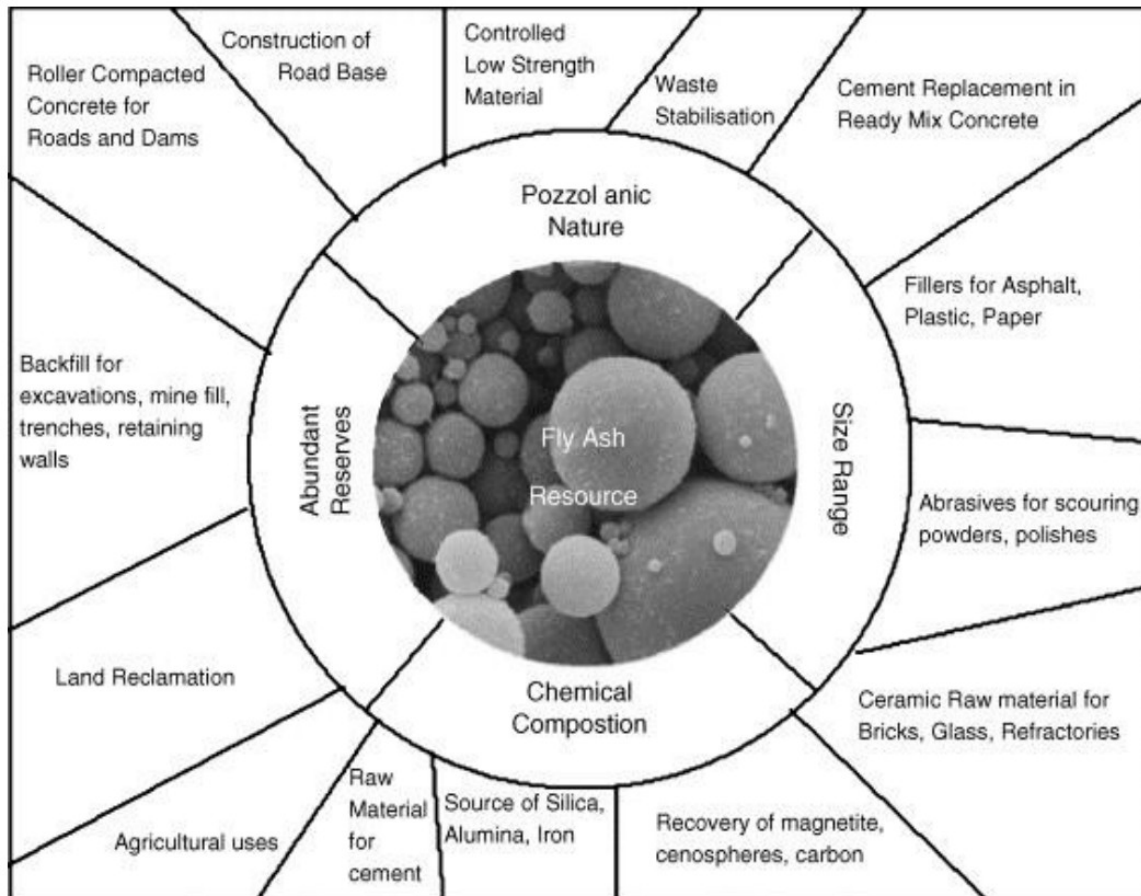 Roller Compacted
Concrete for
Roads and Dams
Construction of
Road Base
Controlled
Low Strength
Material
Waste
Stabilisation
Cement Replacement in
Ready Mix Concrete
Fillers for Asphalt,
Plastic, Paper
Abrasives for scouring
powders, polishes
Ceramic Raw material for
Bricks, Glass, Refractories
Recovery of magnetite,
cenospheres, carbon
Source of Silica,
Alumina, Iron
Raw
Material
for
cement
Agricultural uses
Land Reclamation
Backfill for
excavations, mine fill,
trenches, retaining
walls
Pozzol anic
Nature
Size Range
Chemical
Compostion
Abundant
Reserves
Fly Ash
Resource